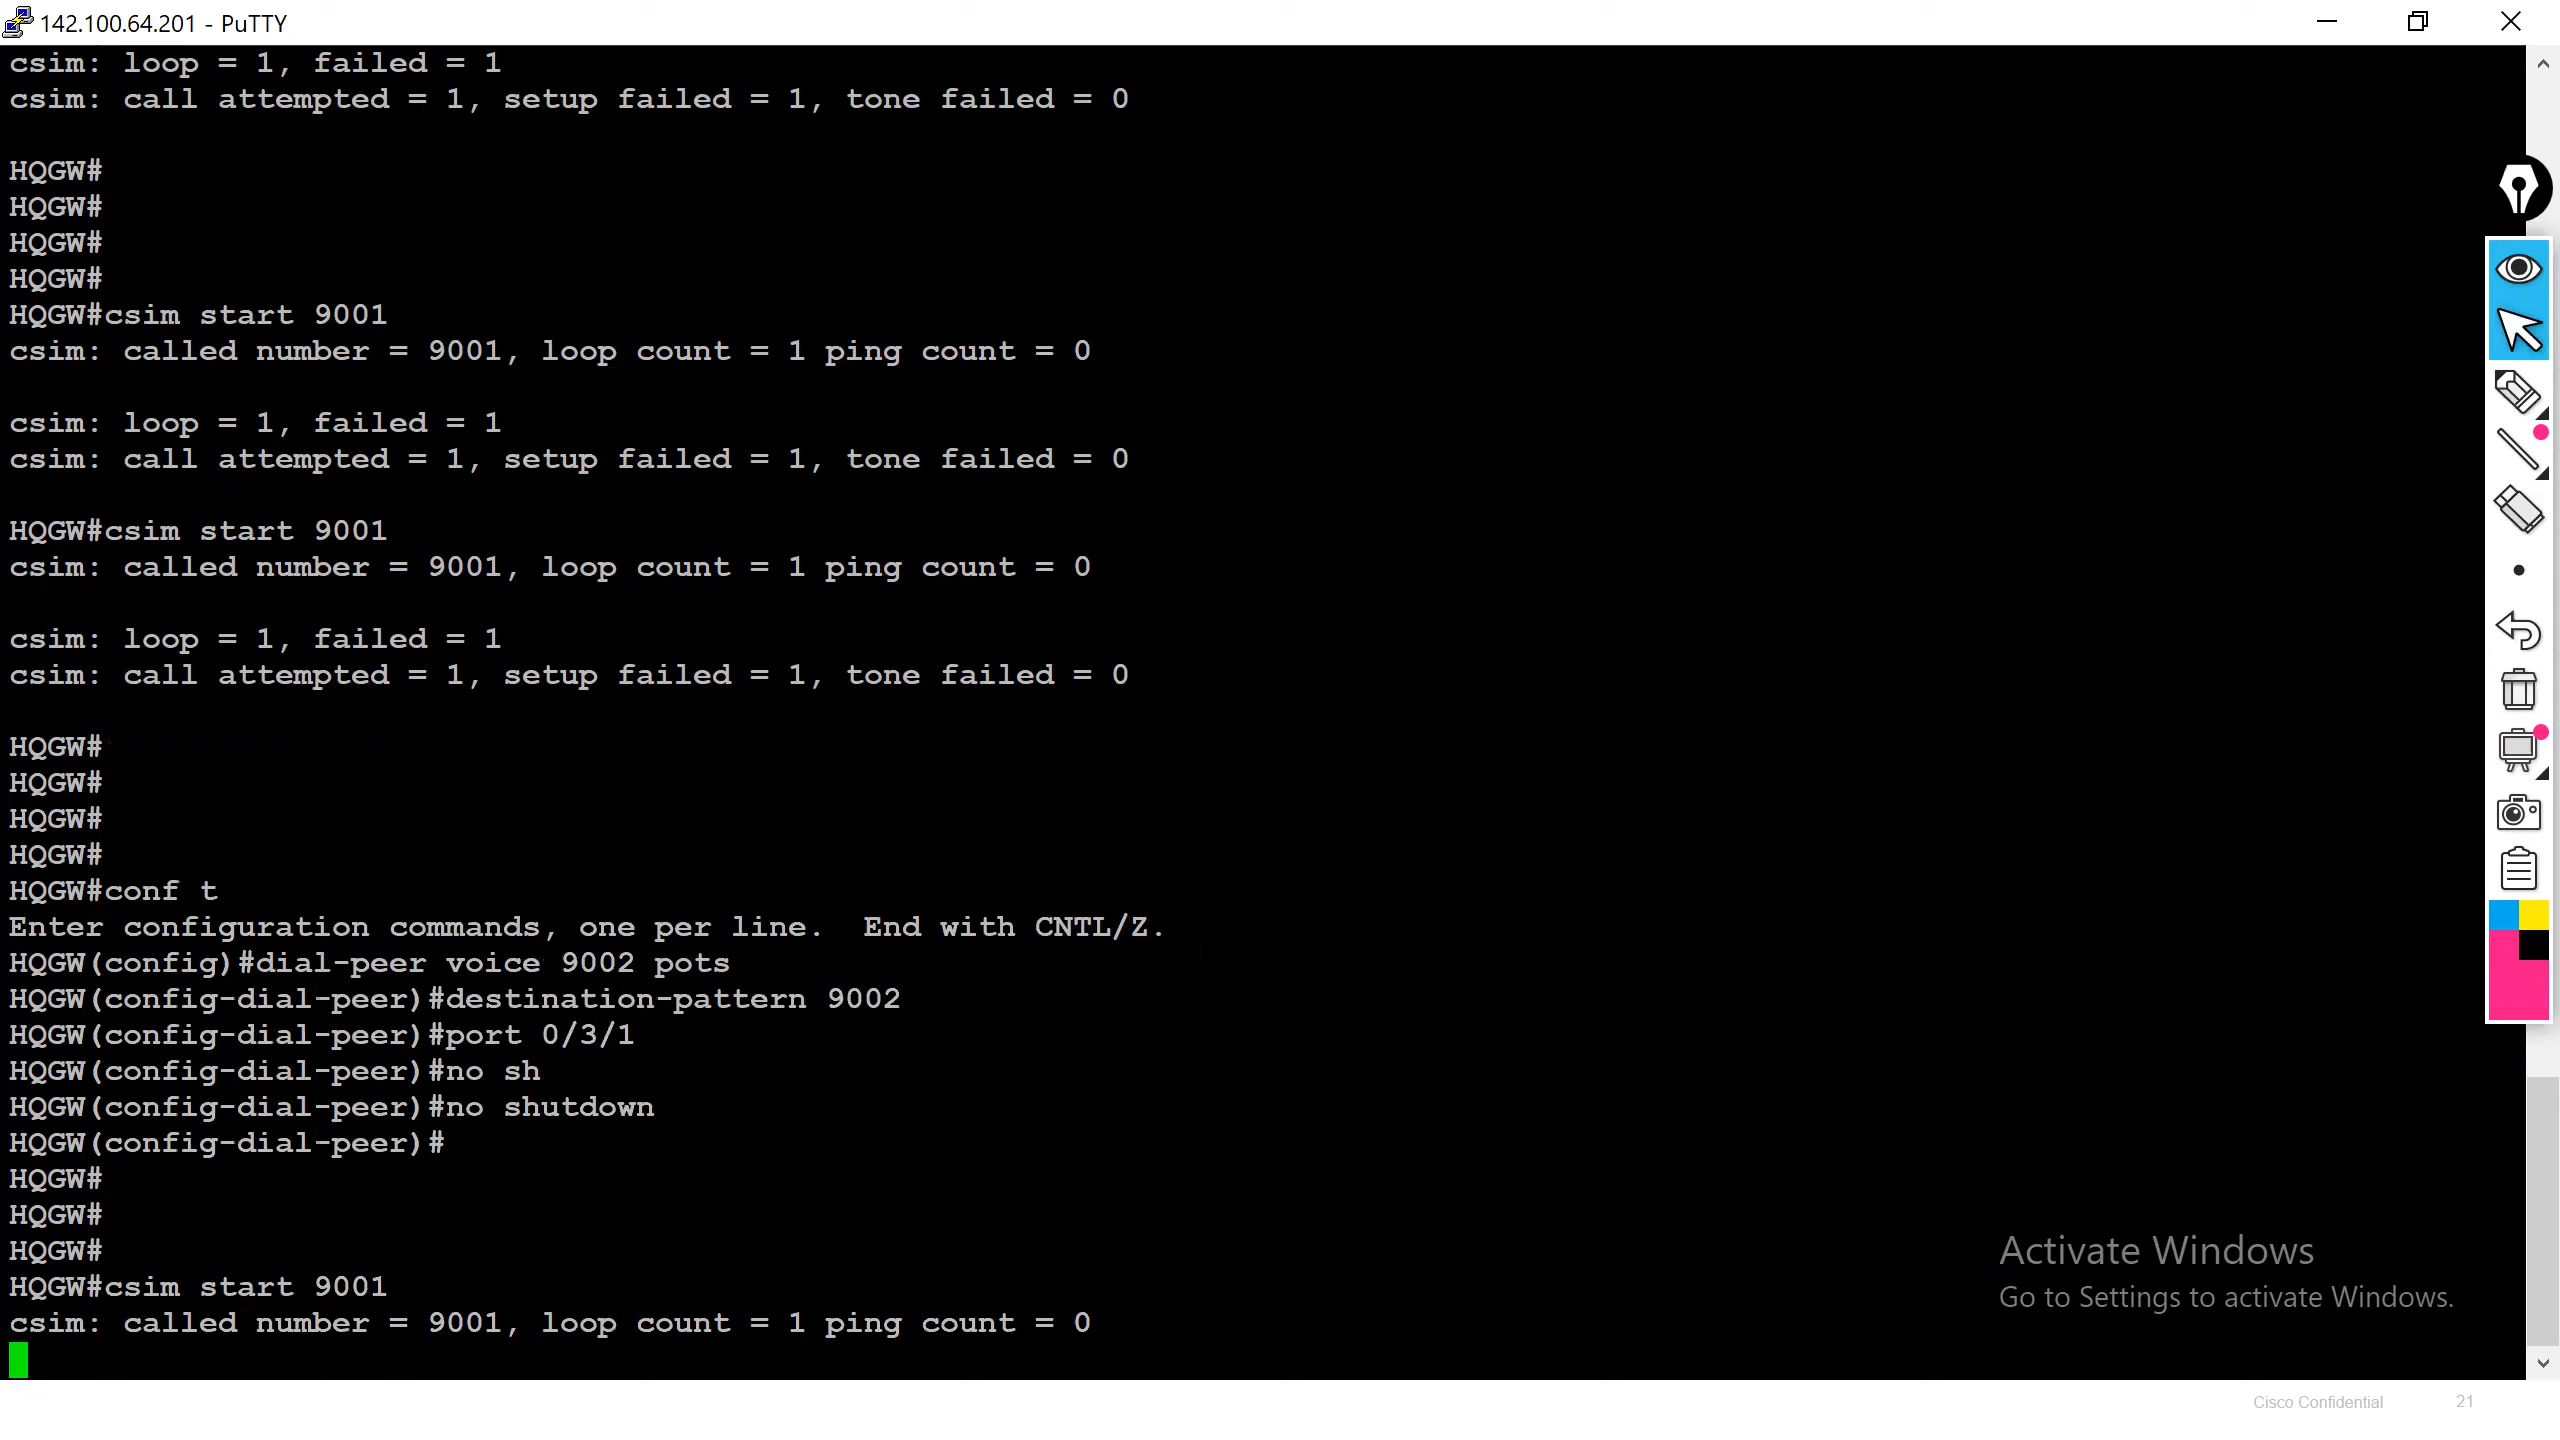 142.100.64.201 - PuTTY
csim: loop = 1, failed = 1
csim: call attempted = 1, setup failed = 1, tone failed = 0
HQGW#
HQGW#
HQGW#
HQGW#
HQGW#csim start 9001
csim: called number = 9001, loop count = 1 ping count = 0
csim: loop = 1, failed = 1
csim: call attempted = 1, setup failed = 1, tone failed = 0
HQGW#csim start 9001
csim: called number = 9001, loop count = 1 ping count = 0
csim: loop = 1, failed = 1
csim: call attempted = 1, setup failed = 1, tone failed = 0
HQGW#
HQGW#
HQGW#
HQGW#
HQGW#conf t
Enter configuration commands, one per line.  End with CNTL/Z.
HQGW(config)#dial-peer voice 9002 pots
HQGW(config-dial-peer)#destination-pattern 9002
HQGW(config-dial-peer)#port 0/3/1
HQGW(config-dial-peer)#no sh
HQGW(config-dial-peer)#no shutdown
HQGW(config-dial-peer)#
HQGW#
HQGW#
HQGW#
HQGW#csim start 9001
csim: called number = 9001, loop count = 1 ping count = 0
Activate Windows
Go to Settings to activate Windows.
Cisco Confidential 21